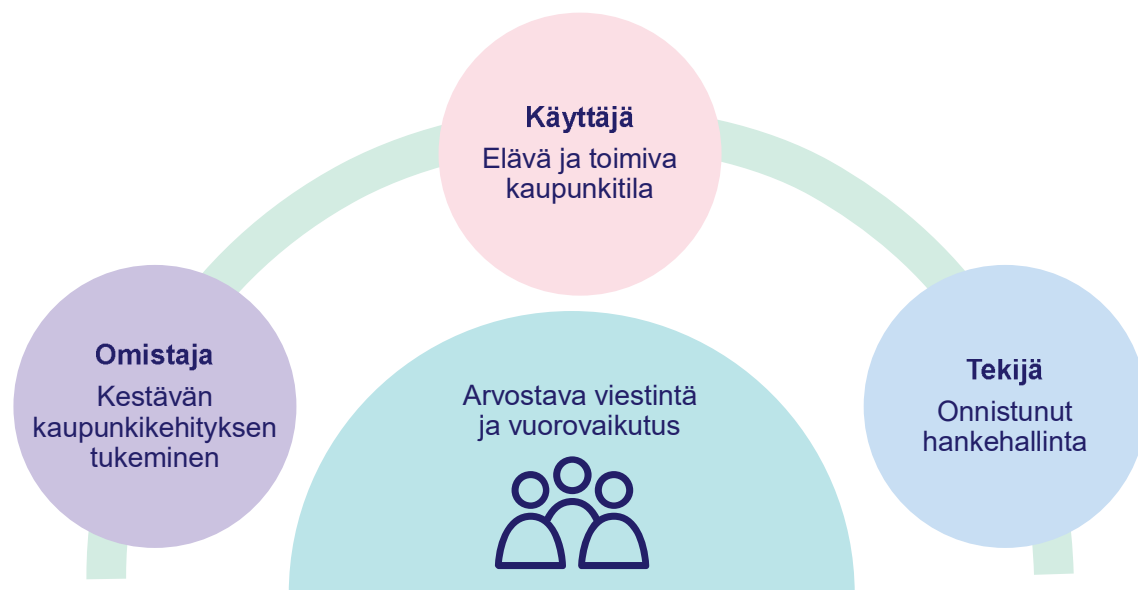 Käyttäjä
Elävä ja toimiva
kaupunkitila
Omistaja
Kestävän
kaupunkikehityksen
tukeminen
Arvostava viestintä
ja vuorovaikutus
Tekijä
Onnistunut
hankehallinta